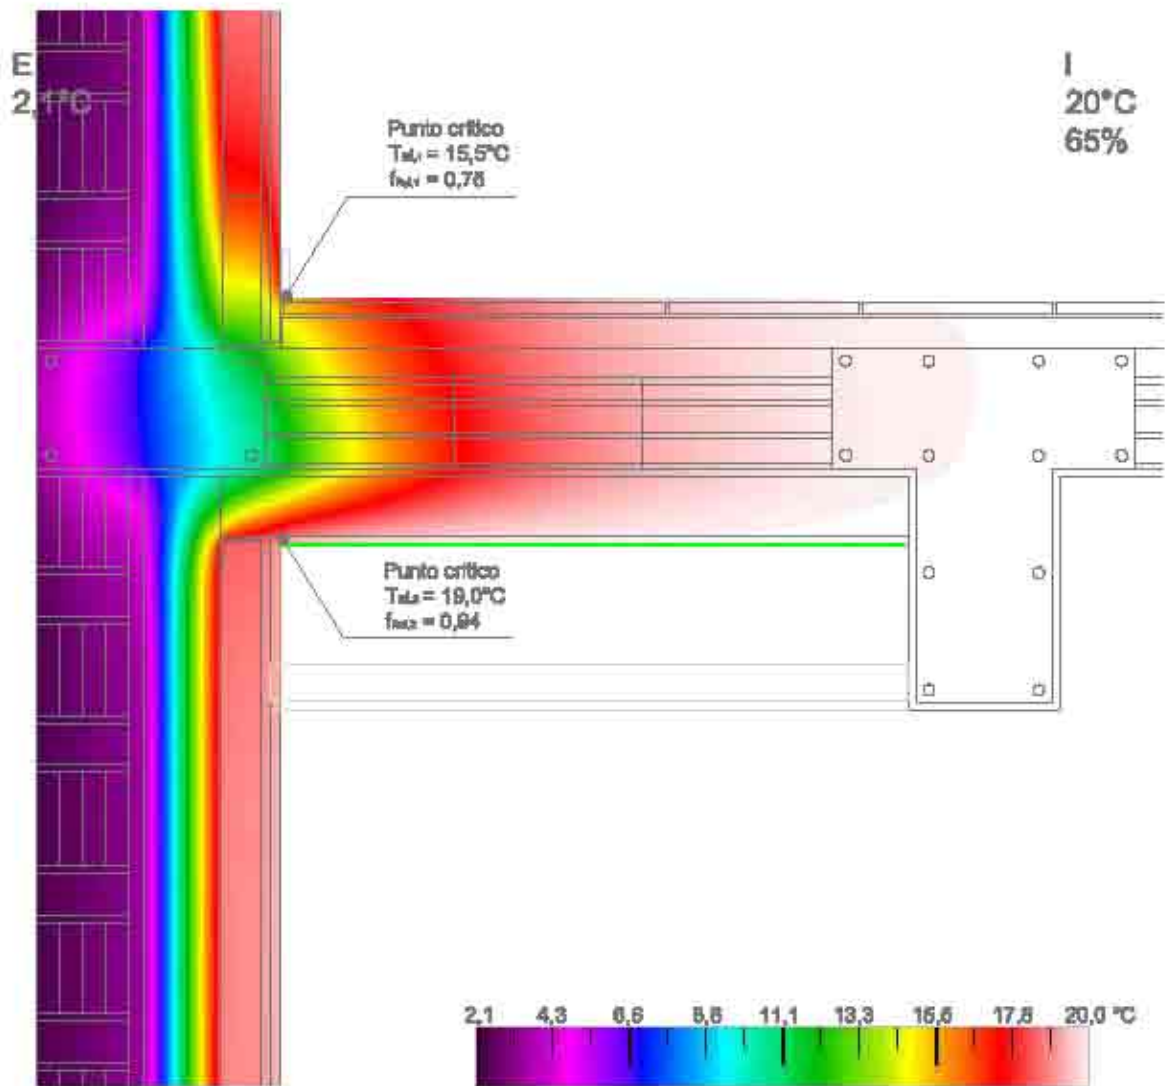 E
2,1°C
I
20°C
65%
Punto critico
Tsi,1 = 15,5°C
fRsi,1 = 0,75
Punto critico
Tsi,2 = 19,0°C
fRsi,2 = 0,94
2,1 4,3 6,6 8,8 11,1 13,3 15,6 17,8 20,0 °C